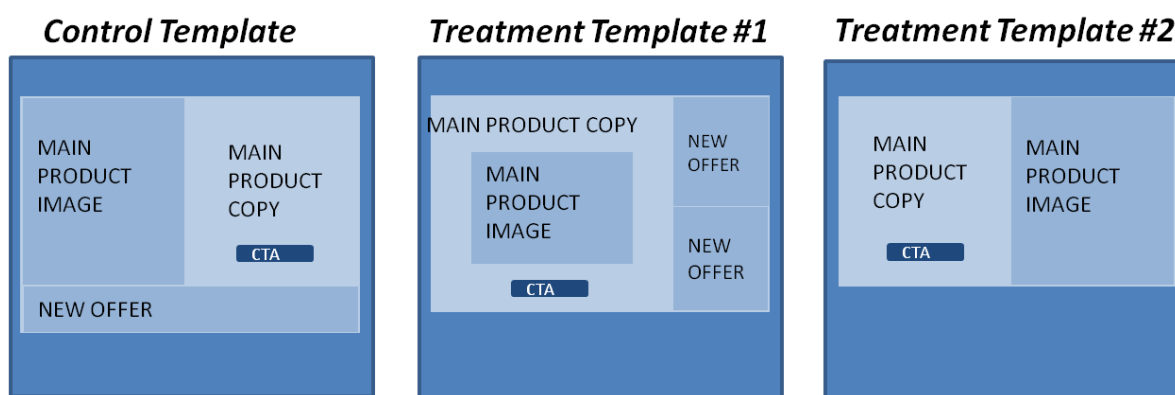 Control Template
MAIN
PRODUCT
IMAGE
MAIN
PRODUCT
COPY
CTA
NEW OFFER
Treatment Template #1
MAIN PRODUCT COPY
MAIN
PRODUCT
IMAGE
CTA
NEW
OFFER
NEW
OFFER
Treatment Template #2
MAIN
PRODUCT
COPY
CTA
MAIN
PRODUCT
IMAGE